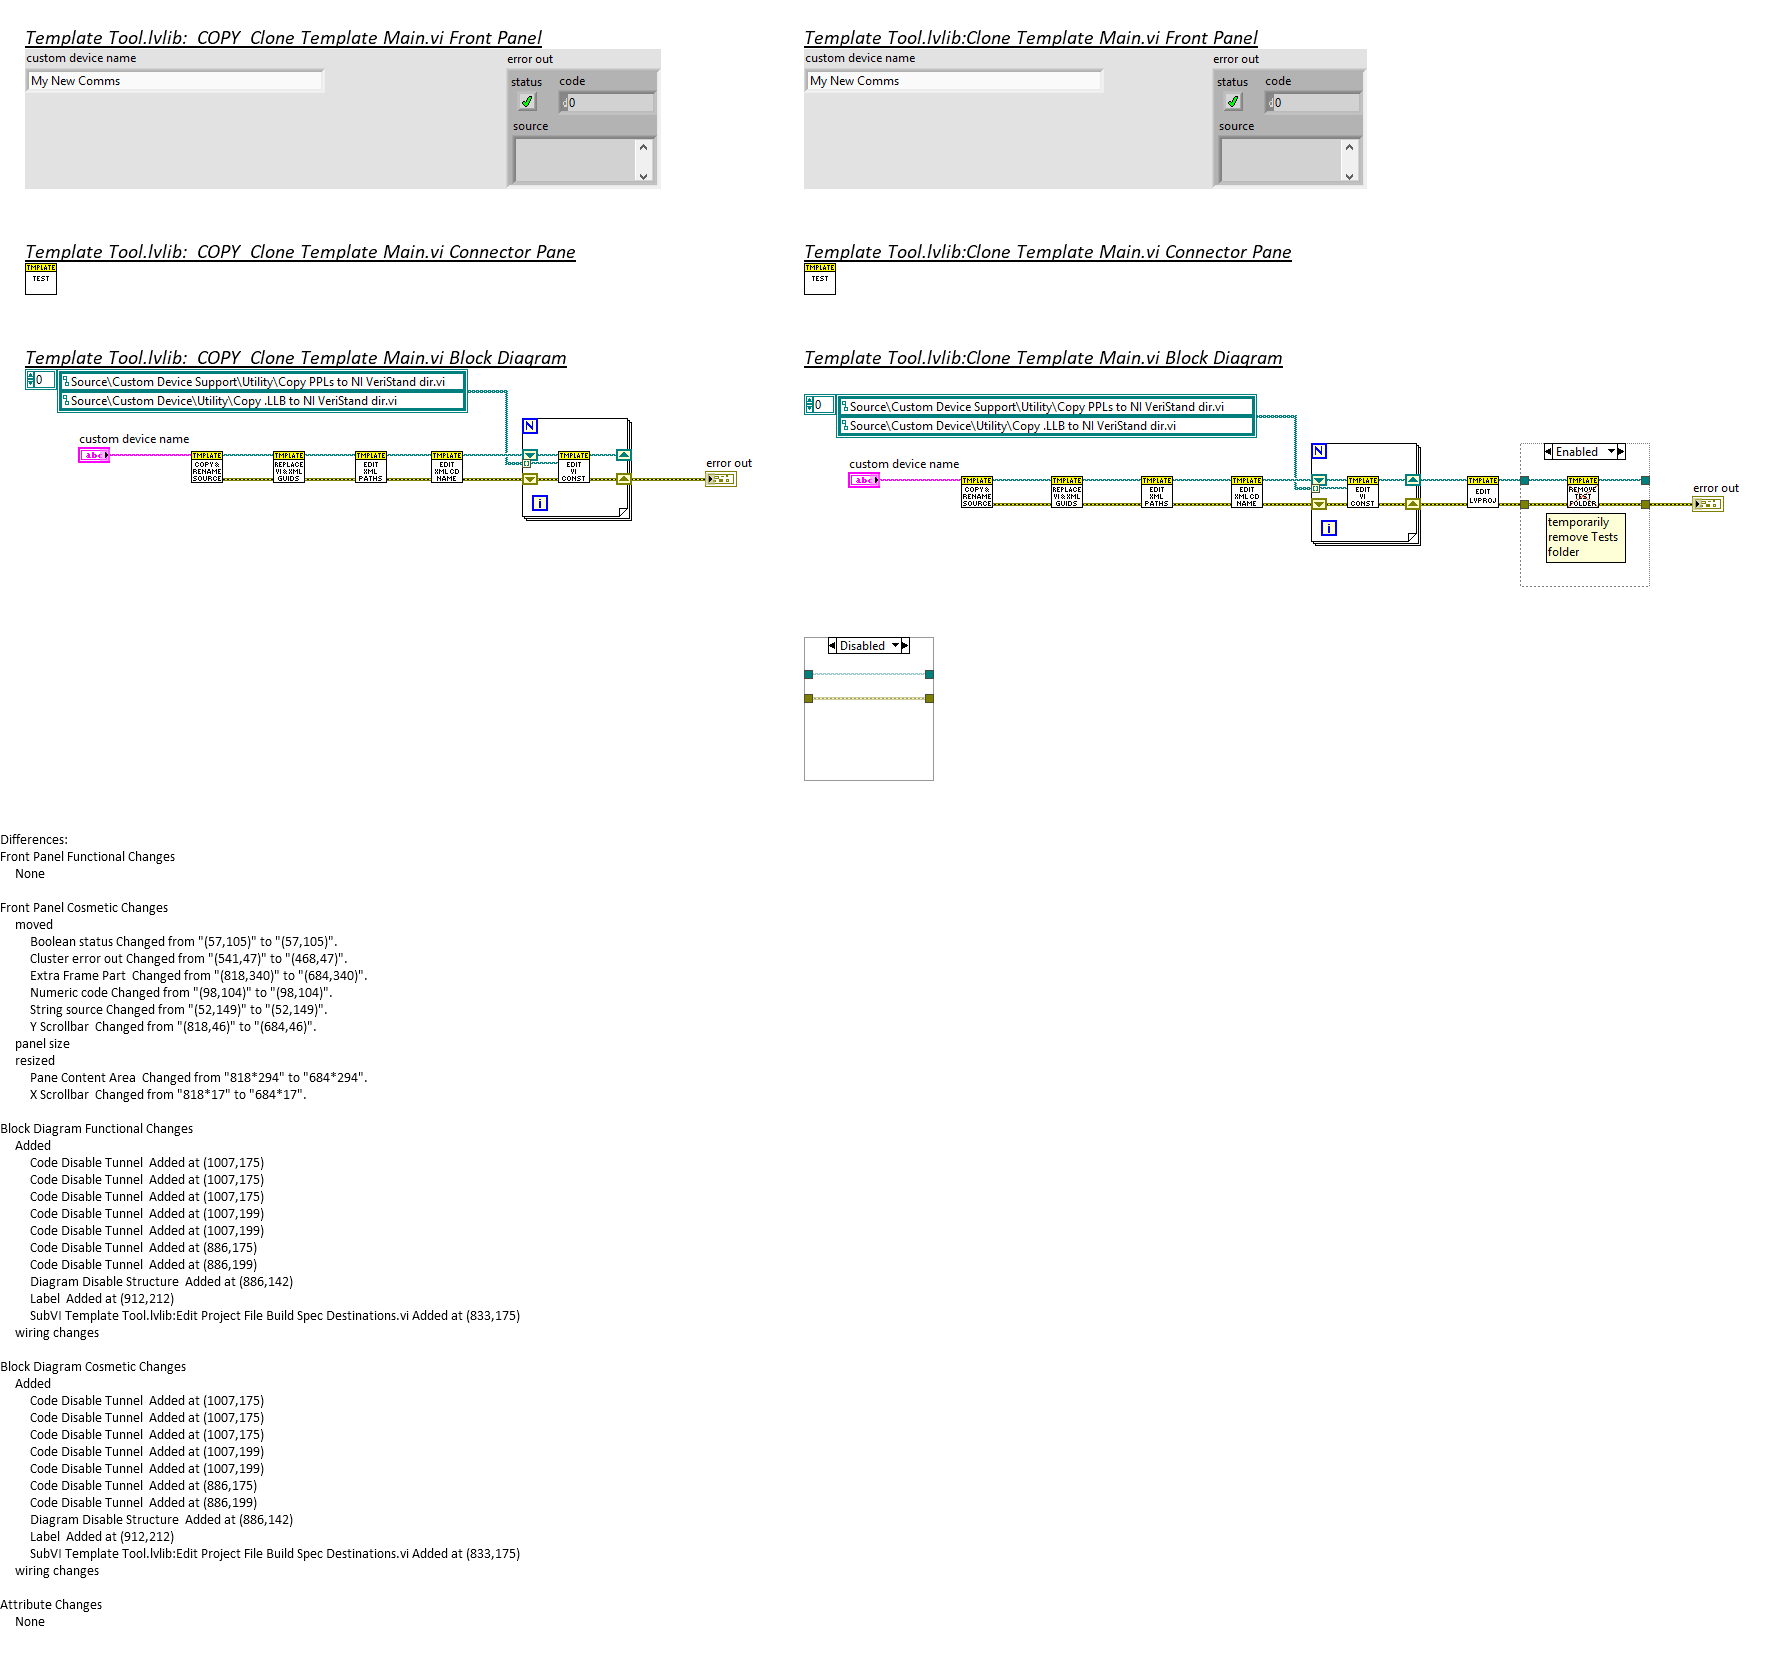 Template Tool.lvlib:  COPY  Clone Template Main.vi Front Panel
custom device name
My New Comms
error out
status
code
d0
source
Template Tool.lvlib:Clone Template Main.vi Front Panel
custom device name
My New Comms
error out
status
code
d0
source
Template Tool.lvlib:  COPY  Clone Template Main.vi Connector Pane
TMPLATE
TEST
Template Tool.lvlib:Clone Template Main.vi Connector Pane
TMPLATE
TEST
Template Tool.lvlib:  COPY  Clone Template Main.vi Block Diagram
0
Source\Custom Device Support\Utility\Copy PPLs to NI VeriStand dir.vi
Source\Custom Device\Utility\Copy .LLB to NI VeriStand dir.vi
custom device name
abc
TMPLATE
COPY &
RENAME
SOURCE
TMPLATE
REPLACE
VI & XML
GUIDS
TMPLATE
EDIT
XML
PATHS
TMPLATE
EDIT
XML CD
NAME
N
TMPLATE
EDIT
VI
CONST
i
error out
Template Tool.lvlib:Clone Template Main.vi Block Diagram
0
Source\Custom Device Support\Utility\Copy PPLs to NI VeriStand dir.vi
Source\Custom Device\Utility\Copy .LLB to NI VeriStand dir.vi
custom device name
abc
TMPLATE
COPY &
RENAME
SOURCE
TMPLATE
REPLACE
VI & XML
GUIDS
TMPLATE
EDIT
XML
PATHS
TMPLATE
EDIT
XML CD
NAME
N
TMPLATE
EDIT
VI
CONST
i
TMPLATE
EDIT
LVPROJ
Enabled
TMPLATE
REMOVE
TEST
FOLDER
temporarily
remove Tests
folder
error out
Disabled
Differences:
Front Panel Functional Changes
None
Front Panel Cosmetic Changes
moved
Boolean status Changed from "(57,105)" to "(57,105)".
Cluster error out Changed from "(541,47)" to "(468,47)".
Extra Frame Part  Changed from "(818,340)" to "(684,340)".
Numeric code Changed from "(98,104)" to "(98,104)".
String source Changed from "(52,149)" to "(52,149)".
Y Scrollbar  Changed from "(818,46)" to "(684,46)".
panel size
resized
Pane Content Area  Changed from "818*294" to "684*294".
X Scrollbar  Changed from "818*17" to "684*17".
Block Diagram Functional Changes
Added
Code Disable Tunnel  Added at (1007,175)
Code Disable Tunnel  Added at (1007,175)
Code Disable Tunnel  Added at (1007,175)
Code Disable Tunnel  Added at (1007,199)
Code Disable Tunnel  Added at (1007,199)
Code Disable Tunnel  Added at (886,175)
Code Disable Tunnel  Added at (886,199)
Diagram Disable Structure  Added at (886,142)
Label  Added at (912,212)
SubVI Template Tool.lvlib:Edit Project File Build Spec Destinations.vi Added at (833,175)
wiring changes
Block Diagram Cosmetic Changes
Added
Code Disable Tunnel  Added at (1007,175)
Code Disable Tunnel  Added at (1007,175)
Code Disable Tunnel  Added at (1007,175)
Code Disable Tunnel  Added at (1007,199)
Code Disable Tunnel  Added at (1007,199)
Code Disable Tunnel  Added at (886,175)
Code Disable Tunnel  Added at (886,199)
Diagram Disable Structure  Added at (886,142)
Label  Added at (912,212)
SubVI Template Tool.lvlib:Edit Project File Build Spec Destinations.vi Added at (833,175)
wiring changes
Attribute Changes
None